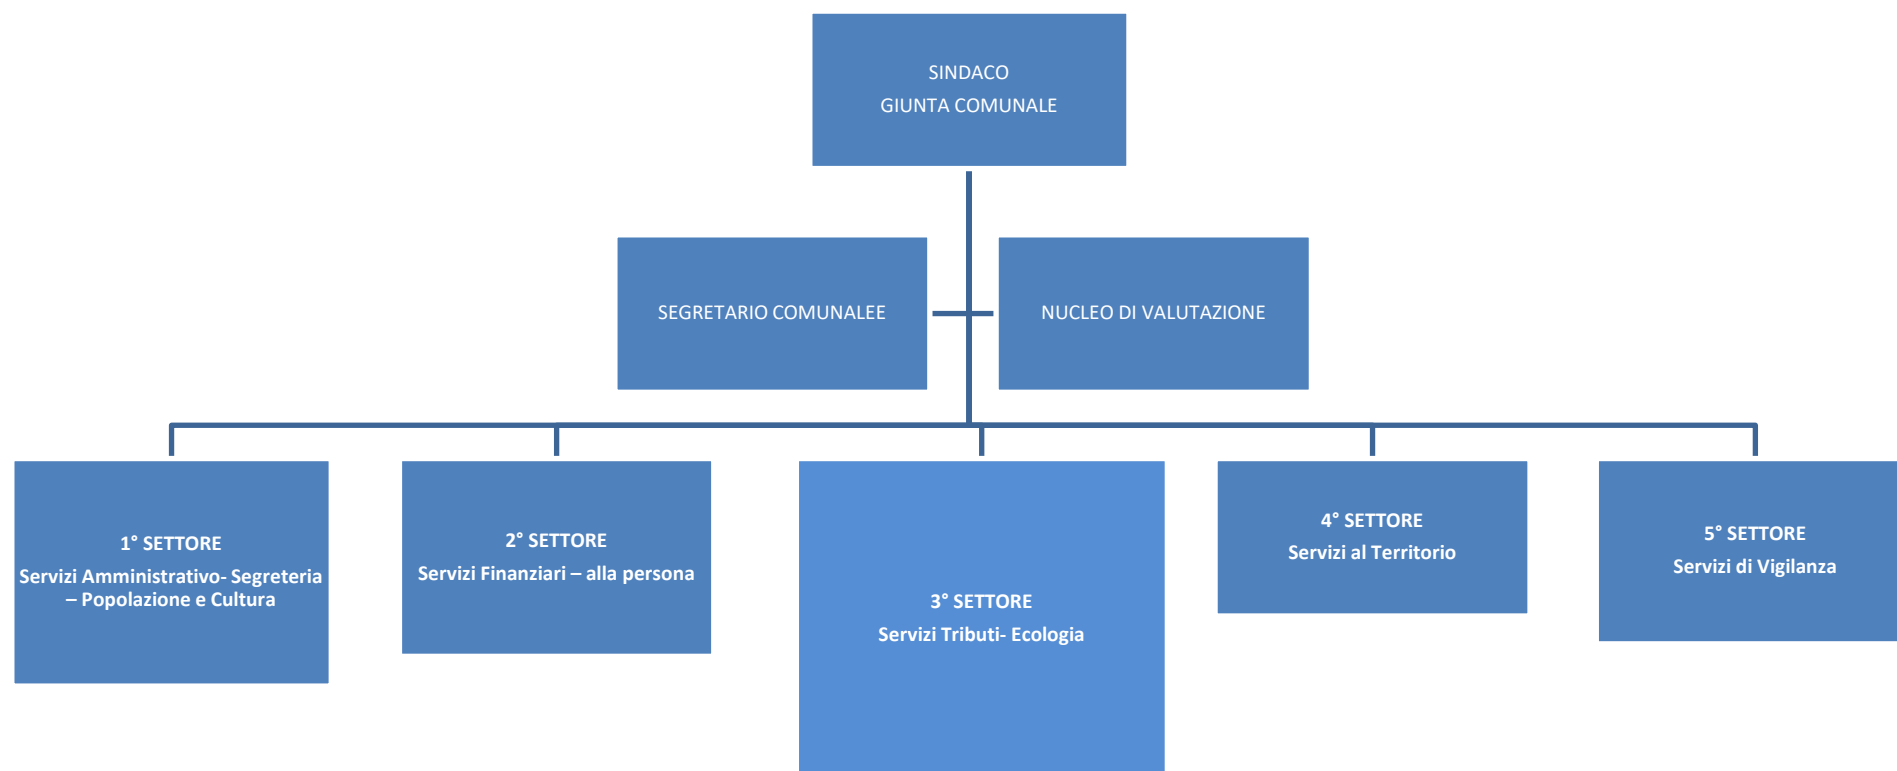 SINDACO
GIUNTA COMUNALE
SEGRETARIO COMUNALEE
NUCLEO DI VALUTAZIONE
1° SETTORE
Servizi Amministrativo- Segreteria
– Popolazione e Cultura
2° SETTORE
Servizi Finanziari – alla persona
3° SETTORE
Servizi Tributi- Ecologia
4° SETTORE
Servizi al Territorio
5° SETTORE
Servizi di Vigilanza